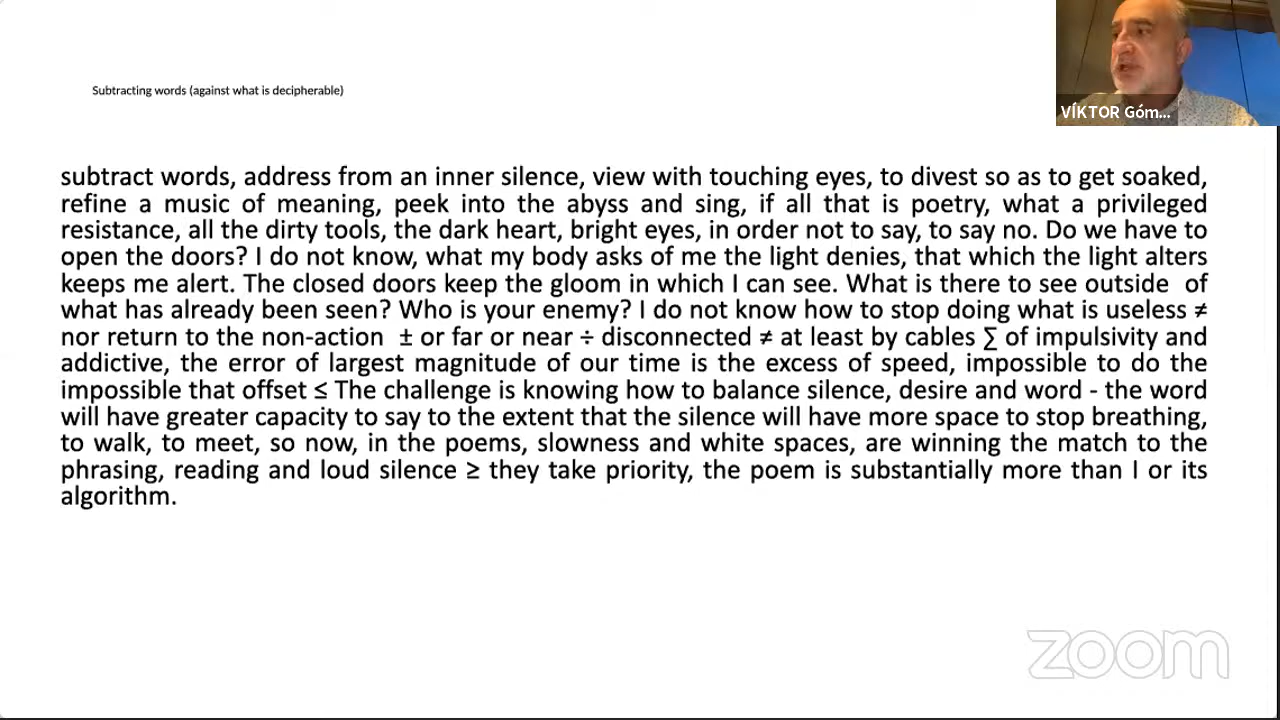 VÍKTOR Góm...
Subtracting words (against what is decipherable)
subtract words, address from an inner silence, view with touching eyes, to divest so as to get soaked,
refine a music of meaning, peek into the abyss and sing, if all that is poetry, what a privileged
resistance, all the dirty tools, the dark heart, bright eyes, in order not to say, to say no. Do we have to
open the doors? I do not know, what my body asks of me the light denies, that which the light alters
keeps me alert. The closed doors keep the gloom in which I can see. What is there to see outside of
what has already been seen? Who is your enemy? I do not know how to stop doing what is useless ≠
nor return to the non-action ± or far or near ÷ disconnected ≠ at least by cables ∑ of impulsivity and
addictive, the error of largest magnitude of our time is the excess of speed, impossible to do the
impossible that offset ≤ The challenge is knowing how to balance silence, desire and word - the word
will have greater capacity to say to the extent that the silence will have more space to stop breathing,
to walk, to meet, so now, in the poems, slowness and white spaces, are winning the match to the
phrasing, reading and loud silence ≥ they take priority, the poem is substantially more than I or its
algorithm.
zoom